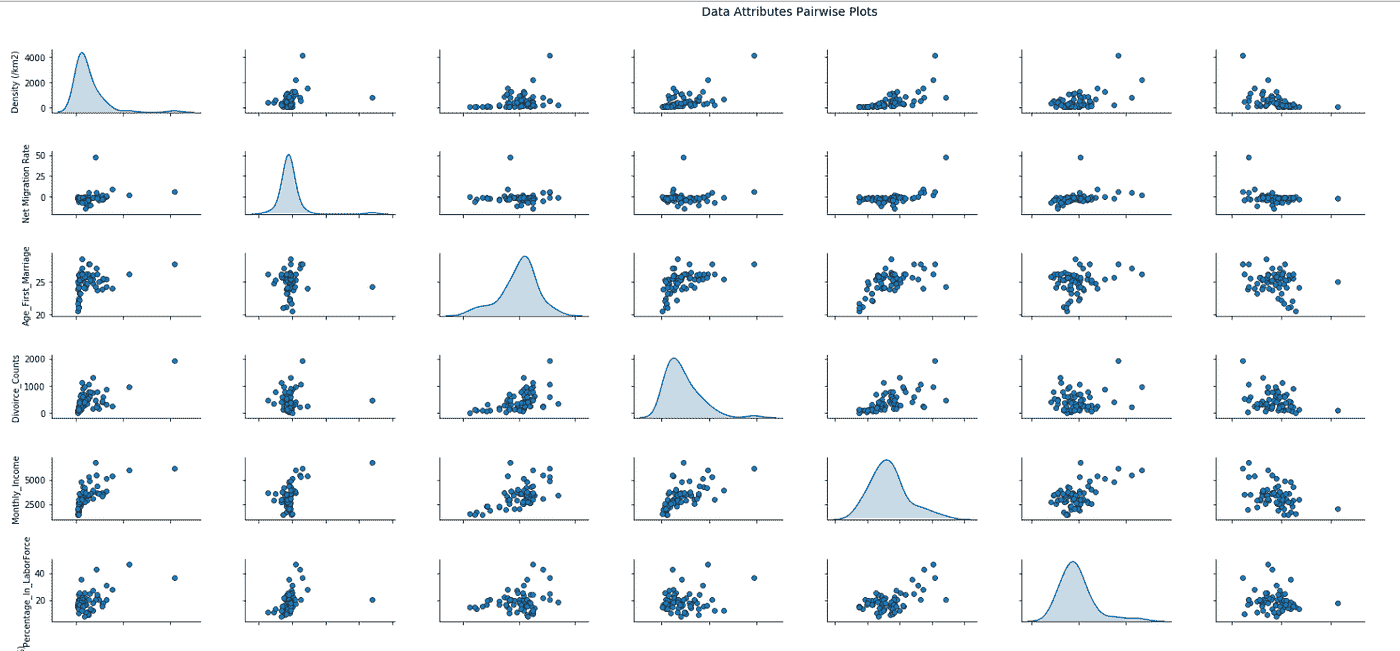 Data Attributes Pairwise Plots
Density (/km2)
4000
2000
0
Net Migration Rate
50
25
0
Age_First_Marriage
25
20
Divorce_Counts
2000
1000
0
Monthly_Income
5000
2500
Percentage_In_LaborForce
40
20